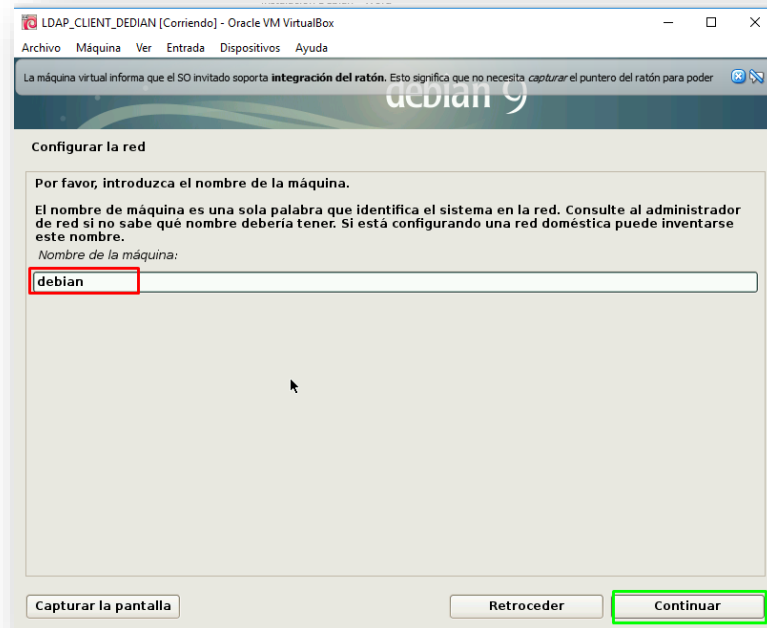 LDAP_CLIENT_DEDIAN [Corriendo] - Oracle VM VirtualBox
Archivo Máquina Ver Entrada Dispositivos Ayuda
La máquina virtual informa que el SO invitado soporta integración del ratón. Esto significa que no necesita capturar el puntero del ratón para poder
debian 9
Configurar la red
Por favor, introduzca el nombre de la máquina.
El nombre de máquina es una sola palabra que identifica el sistema en la red. Consulte al administrador
de red si no sabe qué nombre debería tener. Si está configurando una red doméstica puede inventarse
este nombre.
Nombre de la máquina:
debian
Capturar la pantalla Retroceder Continuar